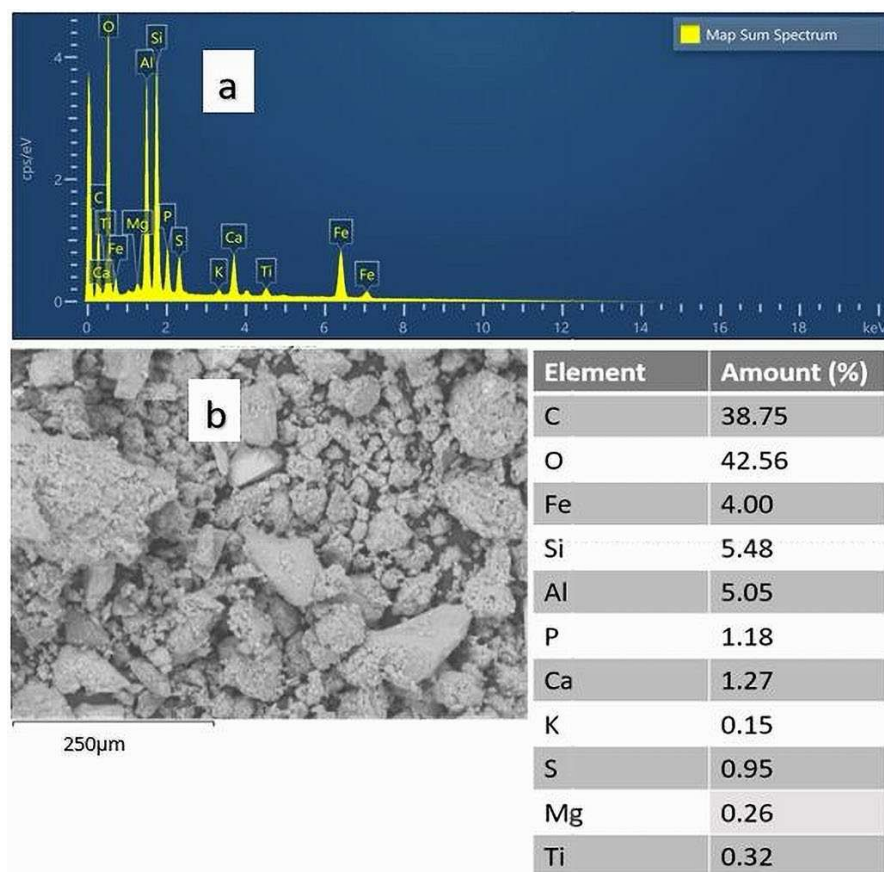 Map Sum Spectrum
a
cps/eV
4
2
0
O
Si
Al
C
Ti
Mg
P
Fe
S
Ca
K
Ca
Ti
Fe
Fe
0 2 4 6 8 10 12 14 16 18 keV
b
250μm
Element Amount (%)
C 38.75
O 42.56
Fe 4.00
Si 5.48
Al 5.05
P 1.18
Ca 1.27
K 0.15
S 0.95
Mg 0.26
Ti 0.32